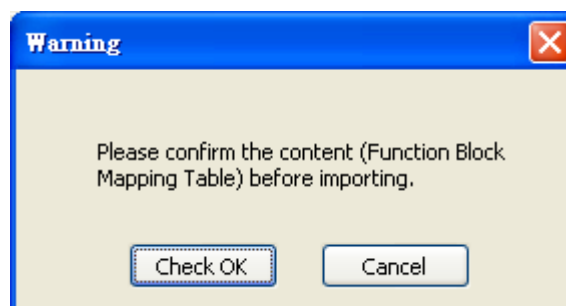 Warning
Please confirm the content (Function Block
Mapping Table) before importing.
Check OK
Cancel